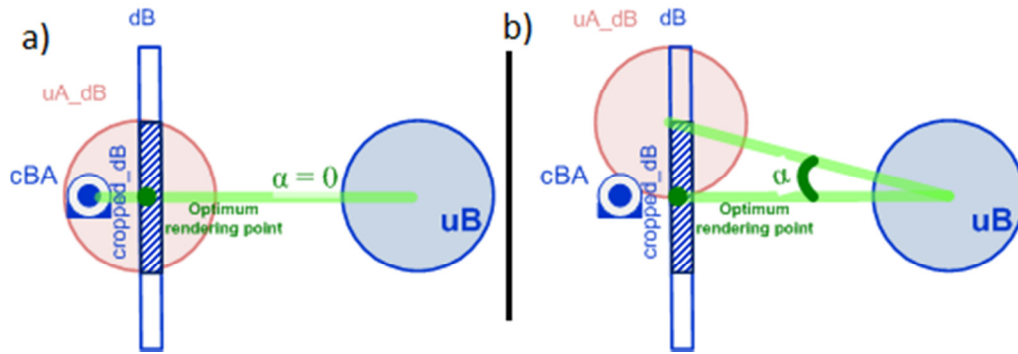 a)
dB
uA_dB
cBA
cropped_dB
α = 0
Optimum
rendering point
uB
b)
uA_dB
dB
cBA
cropped_dB
α
Optimum
rendering point
uB